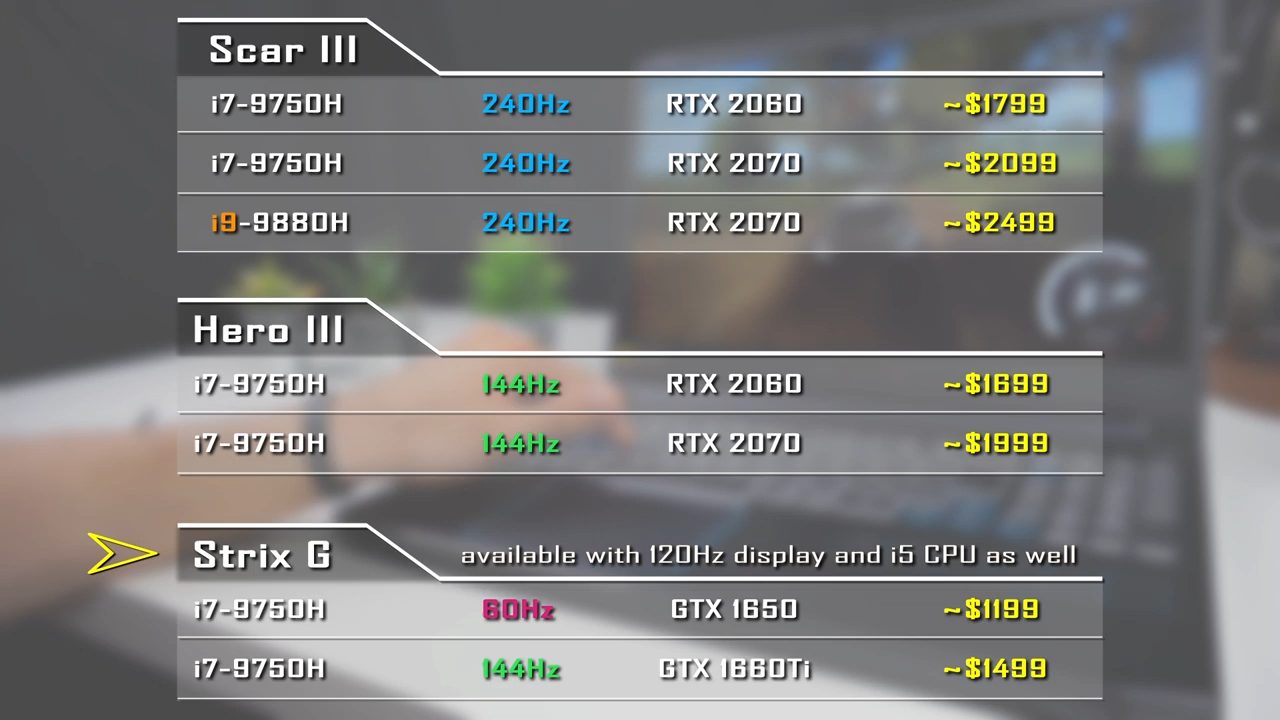 Scar III
i7-9750H 240Hz RTX 2060 ~$1799
i7-9750H 240Hz RTX 2070 ~$2099
i9-9880H 240Hz RTX 2070 ~$2499
Hero III
i7-9750H 144Hz RTX 2060 ~$1699
i7-9750H 144Hz RTX 2070 ~$1999
Strix G available with 120Hz display and i5 CPU as well
i7-9750H 60Hz GTX 1650 ~$1199
i7-9750H 144Hz GTX 1660Ti ~$1499